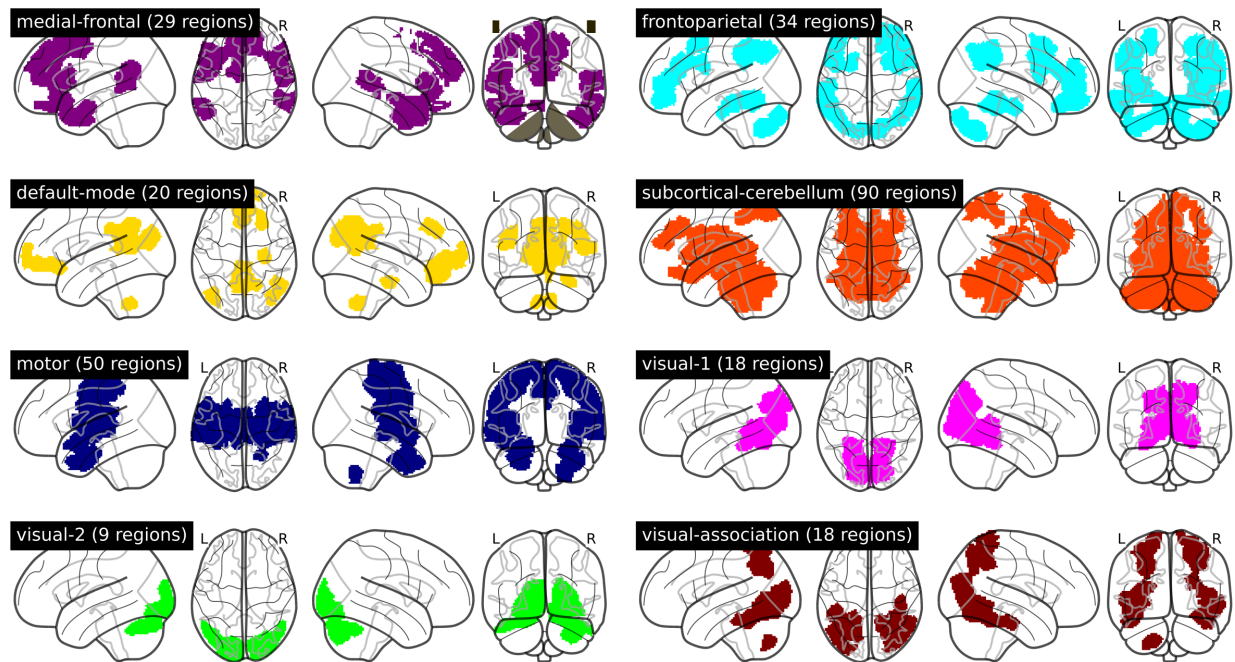 medial-frontal (29 regions)
R
L
R
frontoparietal (34 regions)
R
L
R
default-mode (20 regions)
R
L
R
subcortical-cerebellum (90 regions)
R
L
R
motor (50 regions)
L
R
L
R
visual-1 (18 regions)
R
L
R
visual-2 (9 regions)
L
R
L
R
visual-association (18 regions)
R
L
R